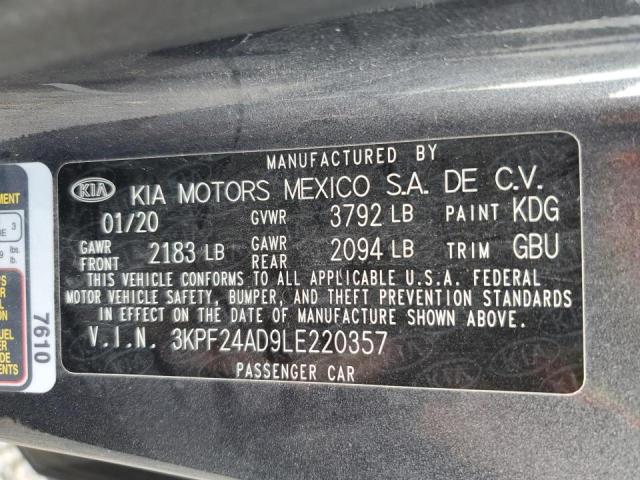 MANUFACTURED BY
KIA KIA MOTORS MEXICO S.A. DE C.V.
01/20 GVWR 3792 LB PAINT KDG
GAWR FRONT 2183 LB GAWR REAR 2094 LB TRIM GBU
THIS VEHICLE CONFORMS TO ALL APPLICABLE U.S.A. FEDERAL
MOTOR VEHICLE SAFETY, BUMPER, AND THEFT PREVENTION STANDARDS
IN EFFECT ON THE DATE OF MANUFACTURE SHOWN ABOVE.
V.I.N. 3KPF24AD9LE220357
PASSENGER CAR
7610